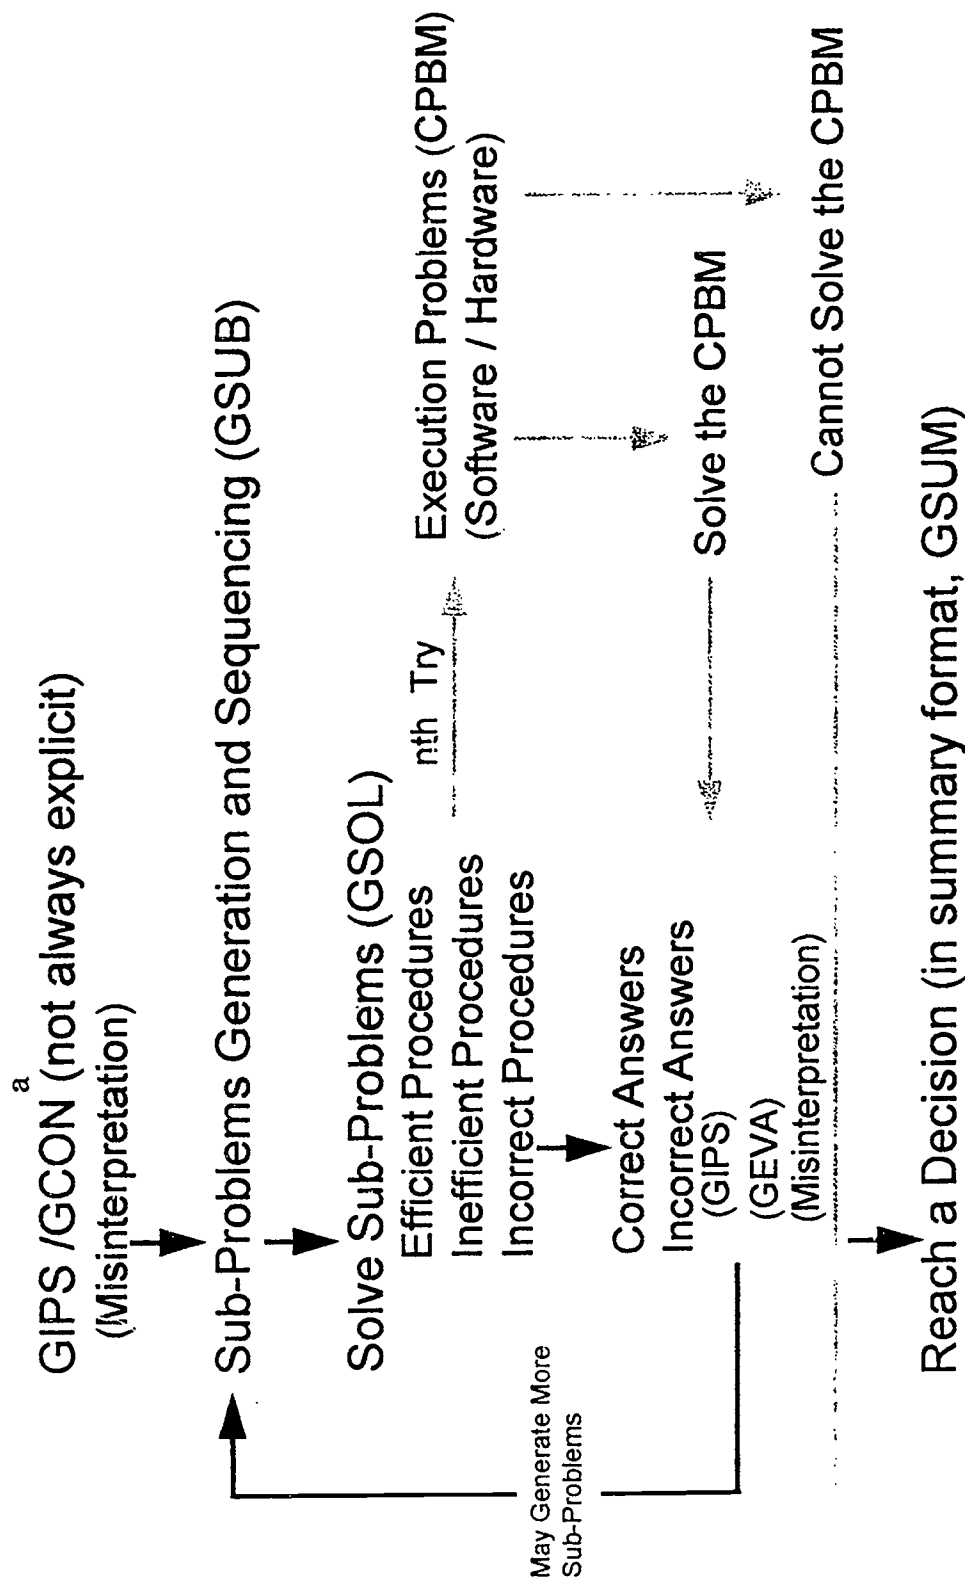 GIPS /GCON (not always explicit)
a
(Misinterpretation)
Sub-Problems Generation and Sequencing (GSUB)
Solve Sub-Problems (GSOL)
Efficient Procedures
Inefficient Procedures
Incorrect Procedures
nth Try
Execution Problems (CPBM)
(Software / Hardware)
Correct Answers
Incorrect Answers
(GIPS)
(GEVA)
(Misinterpretation)
Solve the CPBM
Cannot Solve the CPBM
May Generate More
Sub-Problems
Reach a Decision (in summary format, GSUM)